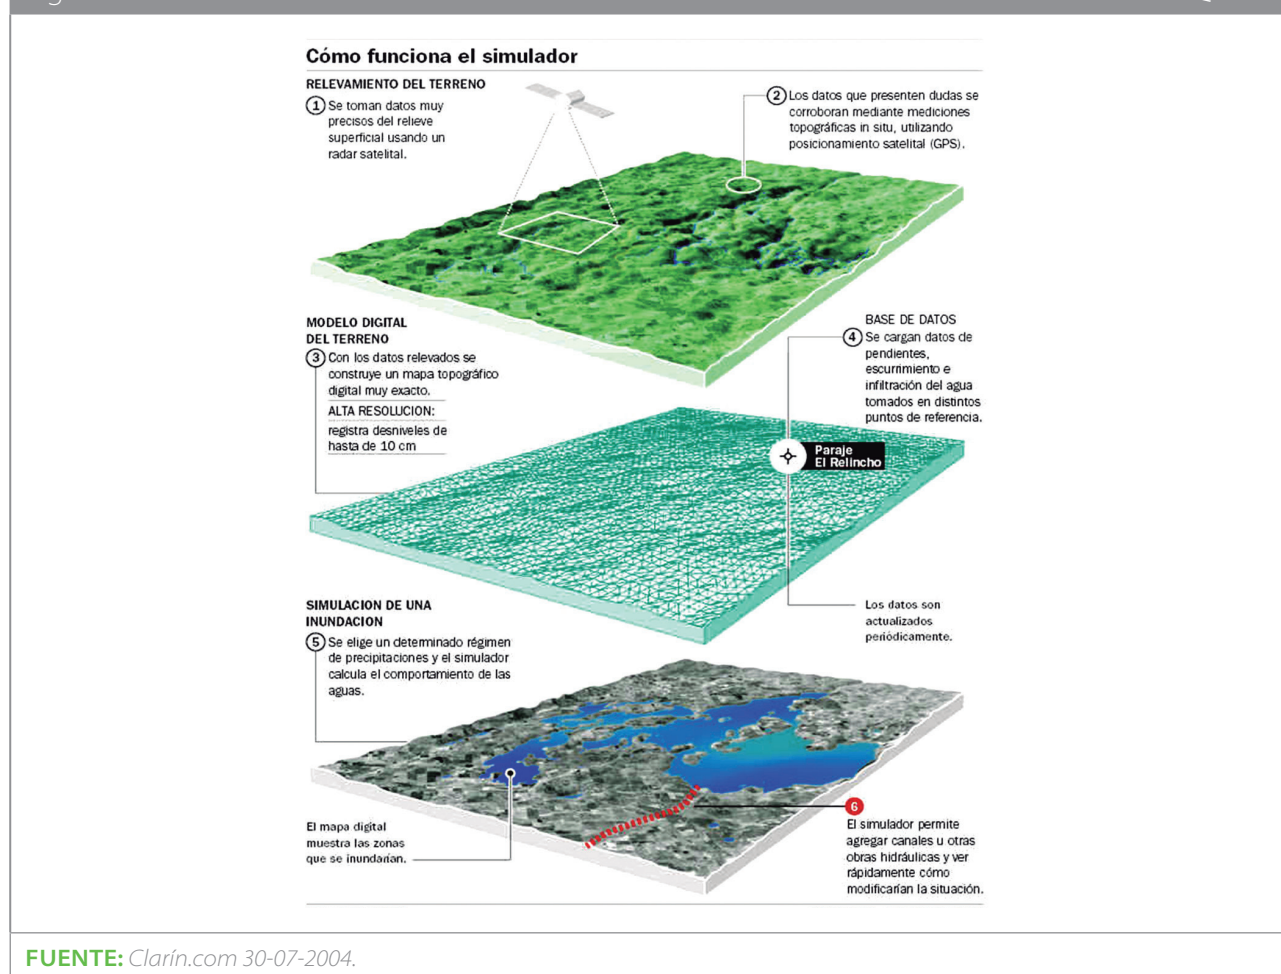 Cómo funciona el simulador
RELEVAMIENTO DEL TERRENO
1 Se toman datos muy
precisos del relieve
superficial usando un
radar satelital.
2 Los datos que presenten dudas se
corroboran mediante mediciones
topográficas in situ, utilizando
posicionamiento satelital (GPS).
MODELO DIGITAL
DEL TERRENO
3 Con los datos relevados se
construye un mapa topográfico
digital muy exacto.
ALTA RESOLUCION:
registra desniveles de
hasta de 10 cm
BASE DE DATOS
4 Se cargan datos de
pendientes,
escurrimiento e
infiltración del agua
tomados en distintos
puntos de referencia.
Paraje
El Relincho
Los datos son
actualizados
periódicamente.
SIMULACION DE UNA
INUNDACION
5 Se elige un determinado régimen
de precipitaciones y el simulador
calcula el comportamiento de las
aguas.
El mapa digital
muestra las zonas
que se inundarían.
6
El simulador permite
agregar canales u otras
obras hidráulicas y ver
rápidamente cómo
modificarían la situación.
FUENTE: Clarín.com 30-07-2004.